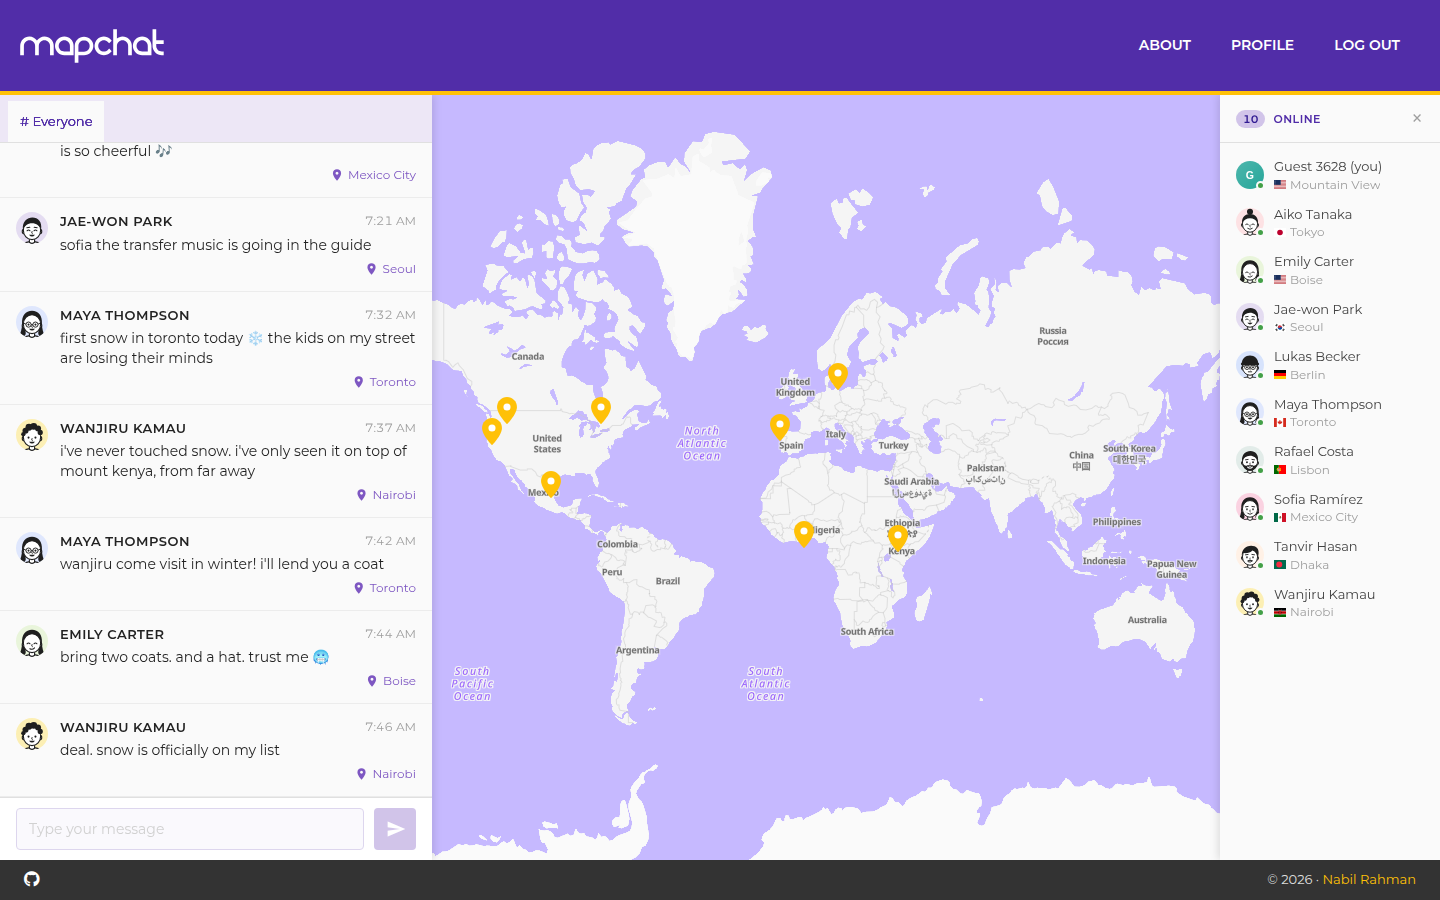 mapchat
ABOUT
PROFILE
LOG OUT
# Everyone
is so cheerful 🎶
Mexico City
JAE-WON PARK
7:21 AM
sofia the transfer music is going in the guide
Seoul
MAYA THOMPSON
7:32 AM
first snow in toronto today ❄️ the kids on my street
are losing their minds
Toronto
WANJIRU KAMAU
7:37 AM
i've never touched snow. i've only seen it on top of
mount kenya, from far away
Nairobi
MAYA THOMPSON
7:42 AM
wanjiru come visit in winter! i'll lend you a coat
Toronto
EMILY CARTER
7:44 AM
bring two coats. and a hat. trust me 🥶
Boise
WANJIRU KAMAU
7:46 AM
deal. snow is officially on my list
Nairobi
Type your message
Russia
Россия
Canada
United
Kingdom
United
States
North
Atlantic
Ocean
Spain
Italy
Turkey
China
中国
South Korea
대한민국
Pakistan
پاکستان
Saudi Arabia
السعودية
Ethiopia
Kenya
Philippines
Colombia
Peru
Brazil
Indonesia
Papua New
Guinea
Australia
South Africa
Argentina
South
Pacific
Ocean
South
Atlantic
Ocean
10 ONLINE ×
G
Guest 3628 (you)
Mountain View
Aiko Tanaka
Tokyo
Emily Carter
Boise
Jae-won Park
Seoul
Lukas Becker
Berlin
Maya Thompson
Toronto
Rafael Costa
Lisbon
Sofia Ramírez
Mexico City
Tanvir Hasan
Dhaka
Wanjiru Kamau
Nairobi
© 2026 · Nabil Rahman